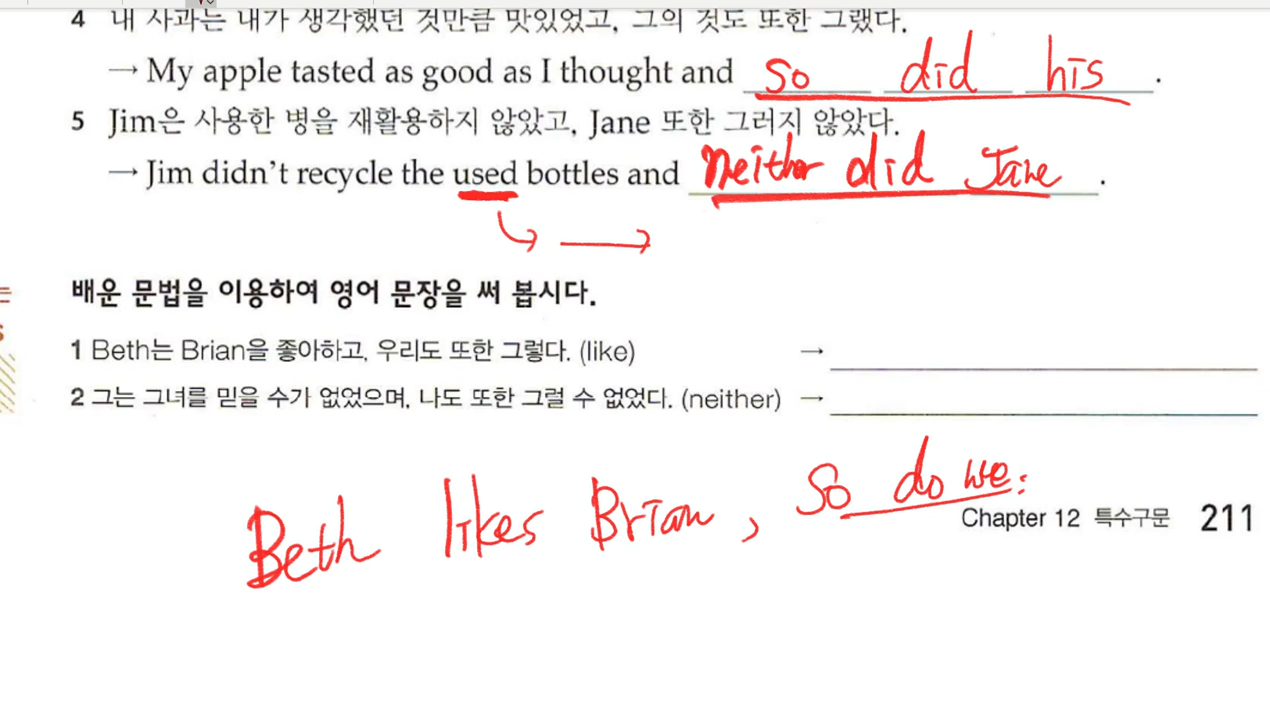 4 내 사과는 내가 생각했던 것만큼 맛있었고, 그의 것도 또한 그랬다.
→ My apple tasted as good as I thought and so did his.
5 Jim은 사용한 병을 재활용하지 않았고, Jane 또한 그러지 않았다.
→ Jim didn't recycle the used bottles and neither did Jane.
배운 문법을 이용하여 영어 문장을 써 봅시다.
1 Beth는 Brian을 좋아하고, 우리도 또한 그렇다. (like) →
2 그는 그녀를 믿을 수가 없었으며, 나도 또한 그럴 수 없었다. (neither) →
Beth likes Brian, so do we.
Chapter 12 특수구문 211